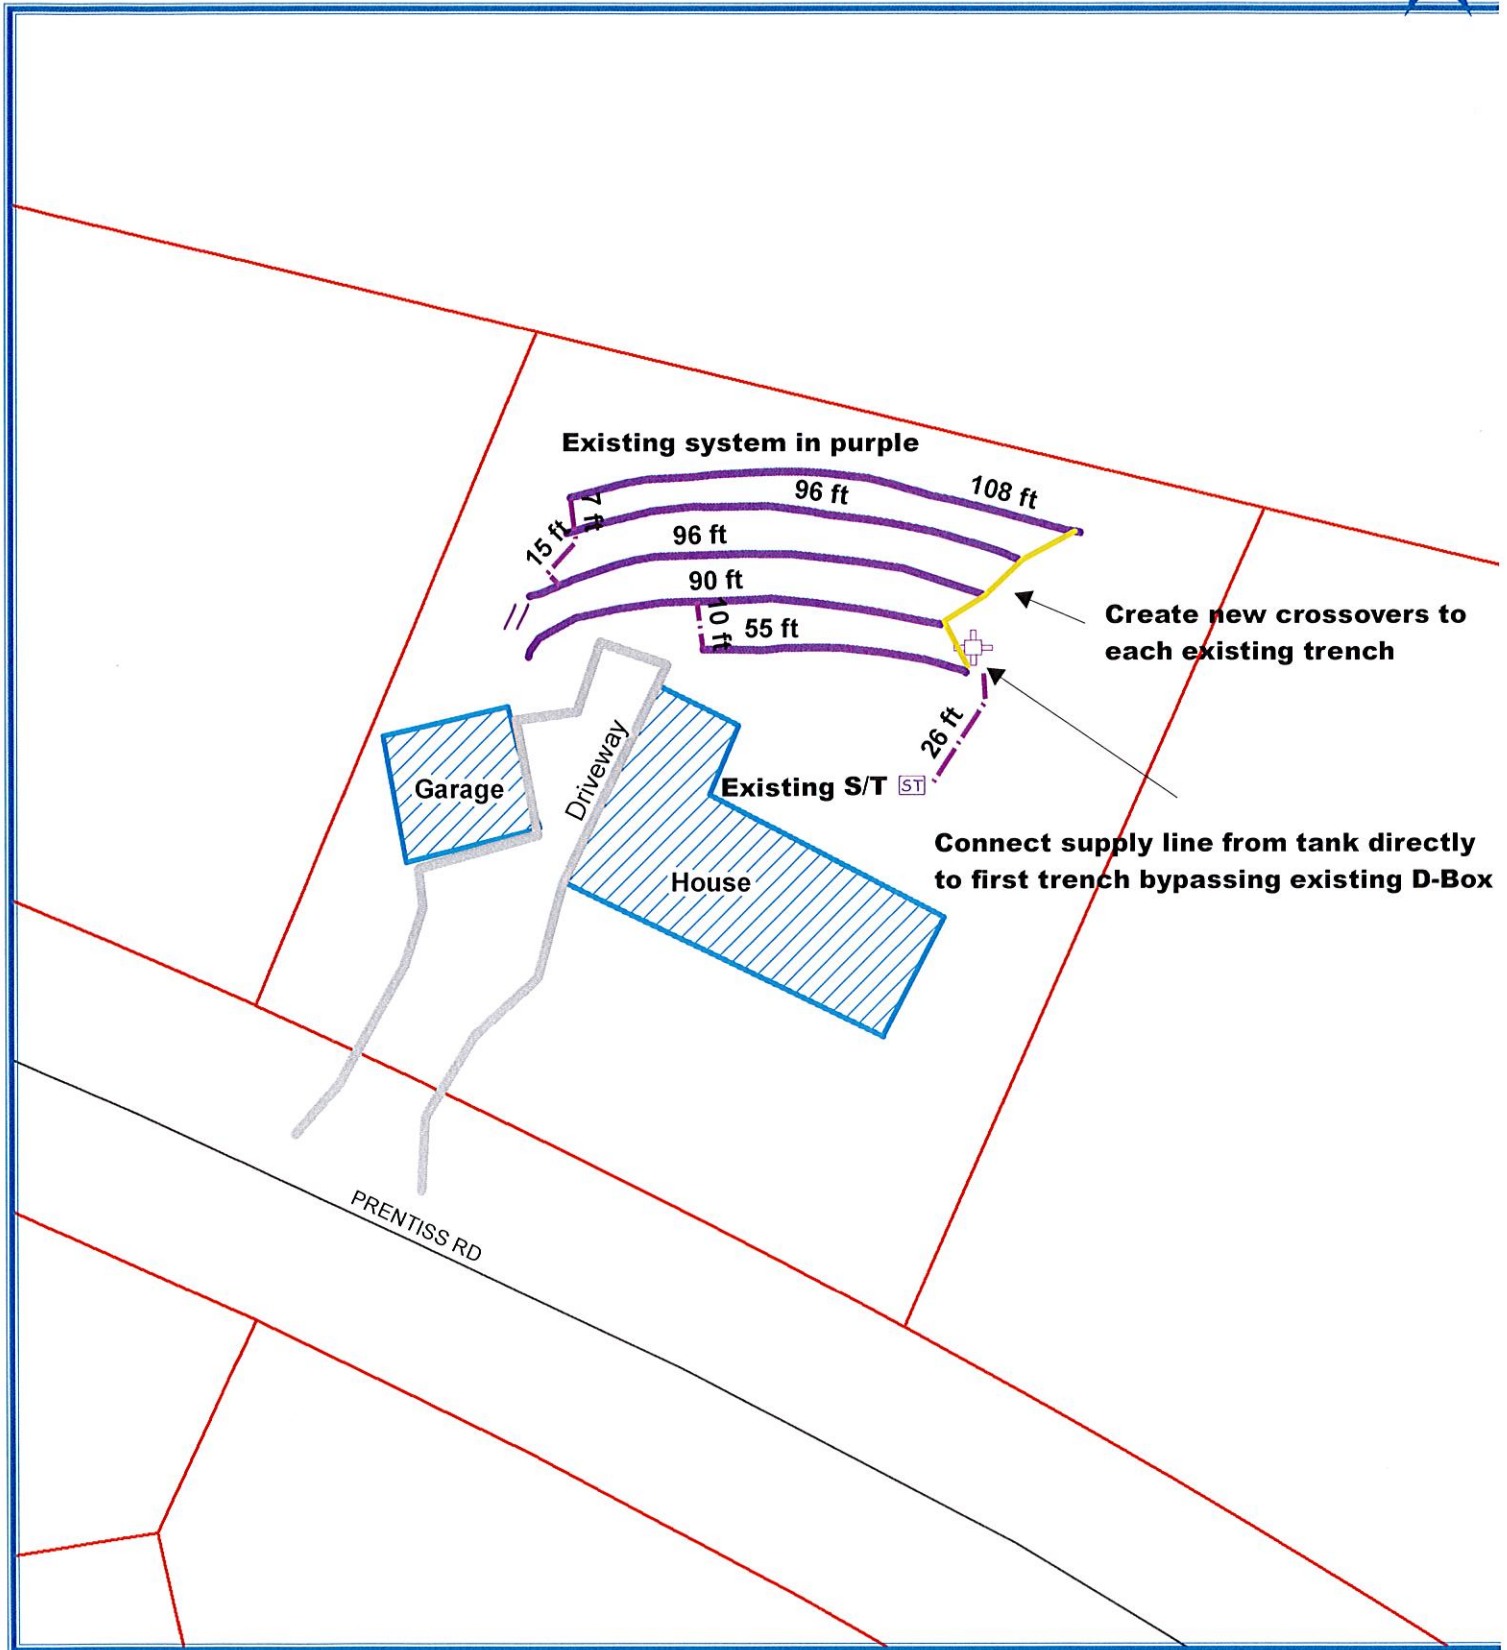 Existing system in purple
108 ft
96 ft
7 ft
15 ft
96 ft
90 ft
10 ft
55 ft
Create new crossovers to
each existing trench
26 ft
Driveway
Garage
Existing S/T ST
Connect supply line from tank directly
to first trench bypassing existing D-Box
House
PRENTISS RD